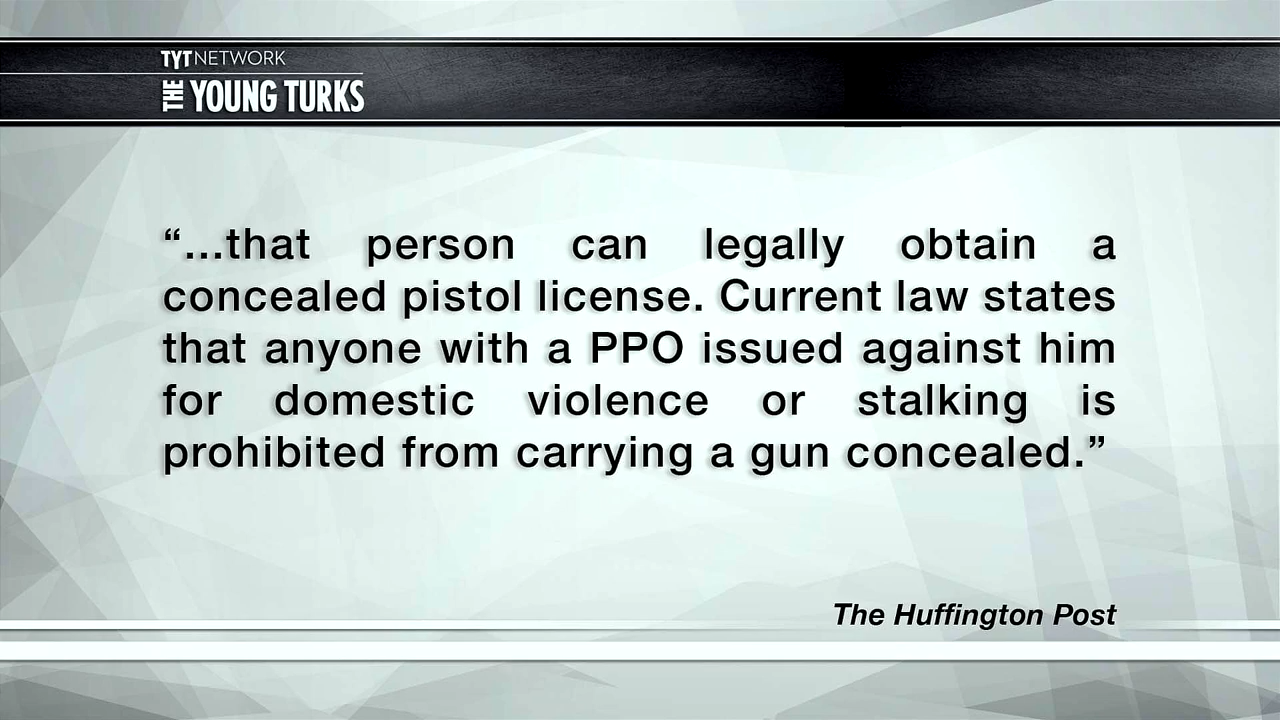 TYT NETWORK
THE YOUNG TURKS
“...that person can legally obtain a
concealed pistol license. Current law states
that anyone with a PPO issued against him
for domestic violence or stalking is
prohibited from carrying a gun concealed.”
The Huffington Post